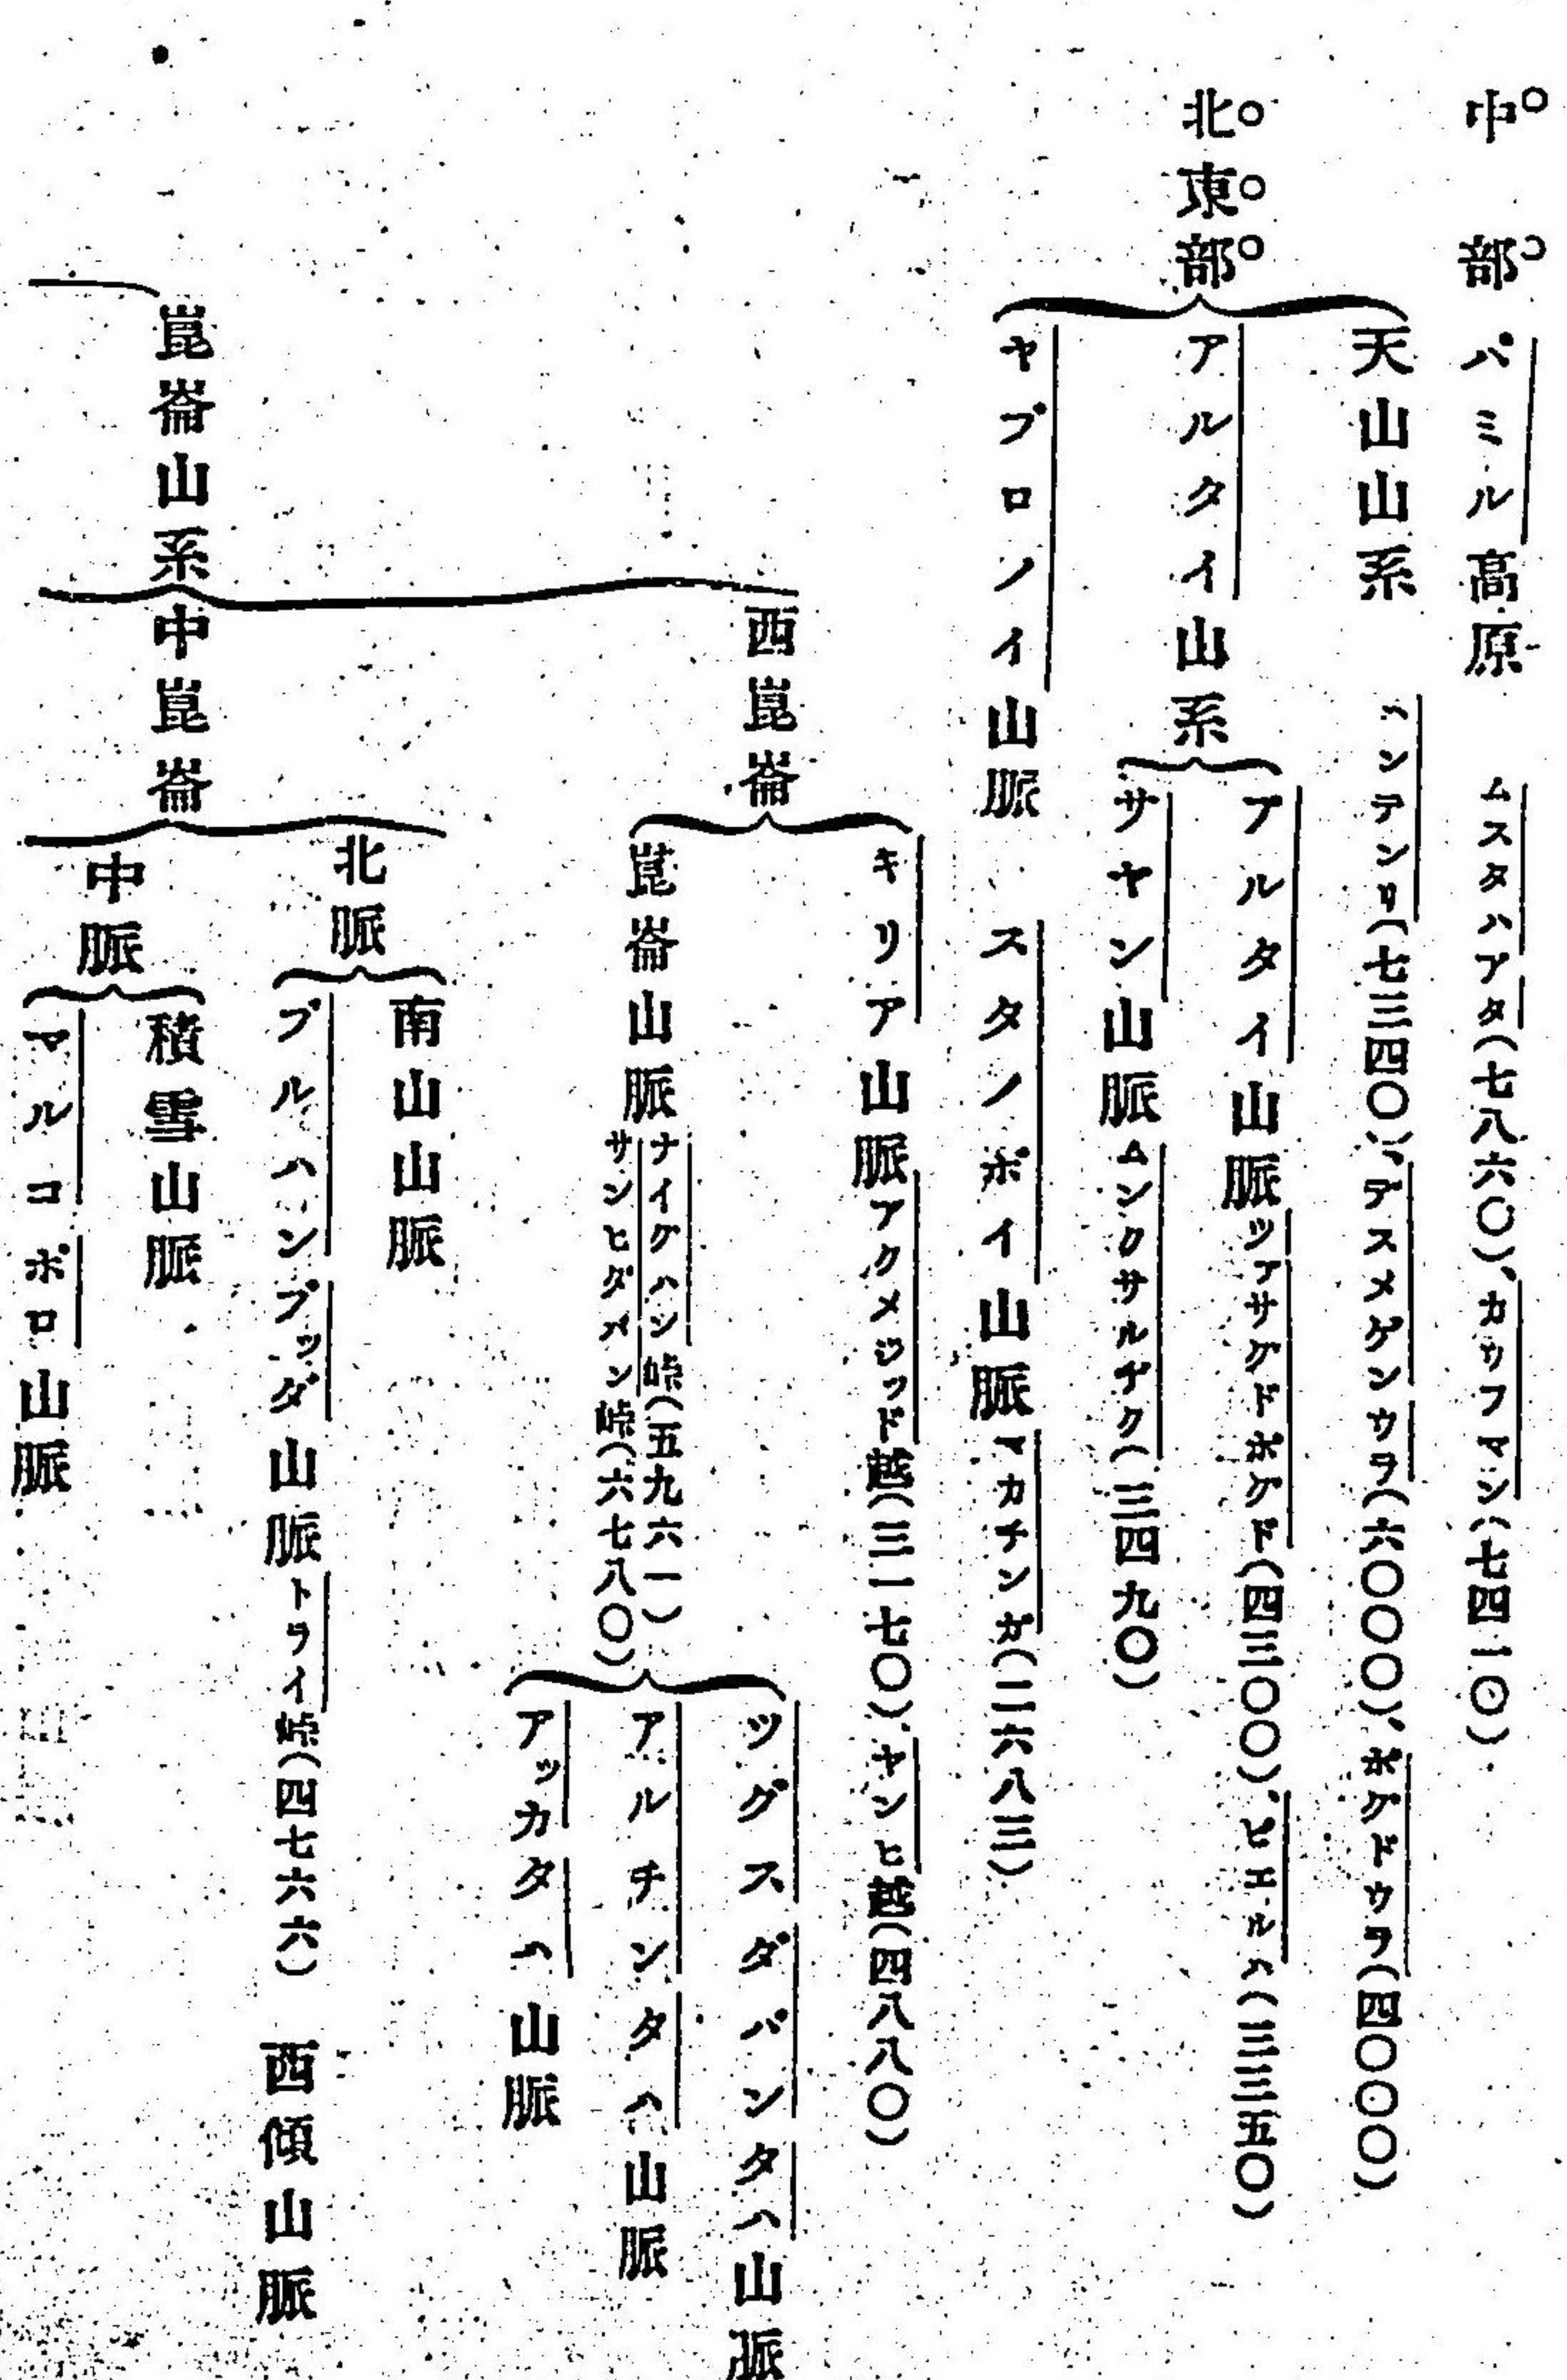 中部 パミル高原 ムスタハアタ(七八六〇)、カウフマン(七四一〇)
北東部
天山山系 ハンテンリ(七三四〇)、デスメゲンウラ(六〇〇〇)、ボグドウラ(四〇〇〇)
アルタイ山系
アルタイ山脈 ツアサグドボグド(四三〇〇)、ビエルハ(三三五〇)
サヤン山脈 ムンクサルヂク(三四九〇)
ヤブロノイ山脈 スタノボイ山脈 マカチンガ(二六八三)
西崑崙
キリア山脈 アクメジッド越(三一七〇)、ヤンヒ越(四八八〇)
崑崙山脈 ナイグハシ峠(五九六一)
サンヒダメン峠(六七八〇)
ツグスダバンタハ山脈
アルチンタハ山脈
アッカタハ山脈
崑崙山系
中崑崙
北脈
南山山脈
ブルハンブッダ山脈 トライ峠(四七六六) 西傾山脈
中脈
積雪山脈
マルコポロ山脈